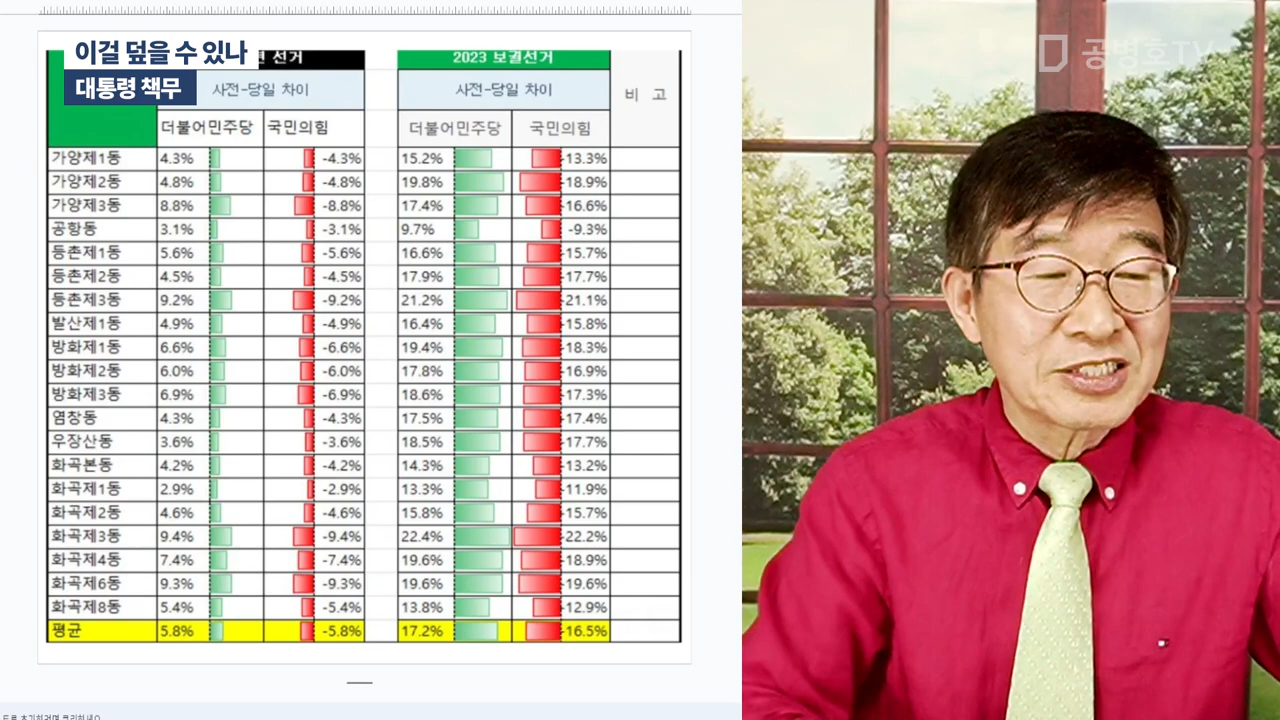 이걸 덮을 수 있나
대통령 책무
선거
2023 보궐선거
사전-당일 차이
사전-당일 차이
비 고
더불어민주당 국민의힘 더불어민주당 국민의힘
가양제1동 4.3% -4.3% 15.2% -13.3%
가양제2동 4.8% -4.8% 19.8% -18.9%
가양제3동 8.8% -8.8% 17.4% -16.6%
공항동 3.1% -3.1% 9.7% -9.3%
등촌제1동 5.6% -5.6% 16.6% -15.7%
등촌제2동 4.5% -4.5% 17.9% -17.7%
등촌제3동 9.2% -9.2% 21.2% -21.1%
발산제1동 4.9% -4.9% 16.4% -15.8%
방화제1동 6.6% -6.6% 19.4% -18.3%
방화제2동 6.0% -6.0% 17.8% -16.9%
방화제3동 6.9% -6.9% 18.6% -17.3%
염창동 4.3% -4.3% 17.5% -17.4%
우장산동 3.6% -3.6% 18.5% -17.7%
화곡본동 4.2% -4.2% 14.3% -13.2%
화곡제1동 2.9% -2.9% 13.3% -11.9%
화곡제2동 4.6% -4.6% 15.8% -15.7%
화곡제3동 9.4% -9.4% 22.4% -22.2%
화곡제4동 7.4% -7.4% 19.6% -18.9%
화곡제6동 9.3% -9.3% 19.6% -19.6%
화곡제8동 5.4% -5.4% 13.8% -12.9%
평균 5.8% -5.8% 17.2% -16.5%
공병호TV